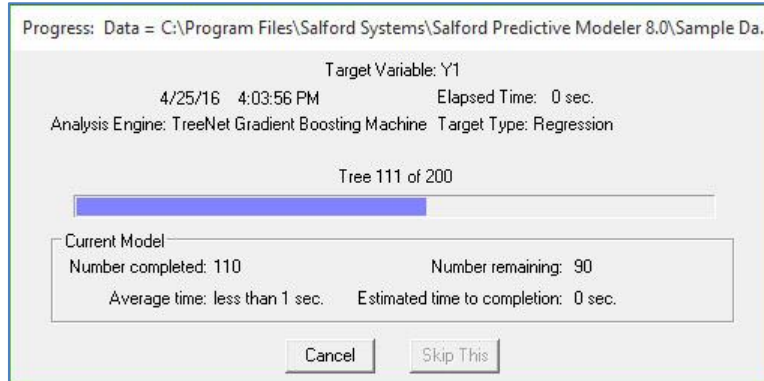 Progress: Data = C:\Program Files\Salford Systems\Salford Predictive Modeler 8.0\Sample Da.
Target Variable: Y1
4/25/16 4:03:56 PM Elapsed Time: 0 sec.
Analysis Engine: TreeNet Gradient Boosting Machine Target Type: Regression
Tree 111 of 200
Current Model
Number completed: 110 Number remaining: 90
Average time: less than 1 sec. Estimated time to completion: 0 sec.
Cancel Skip This